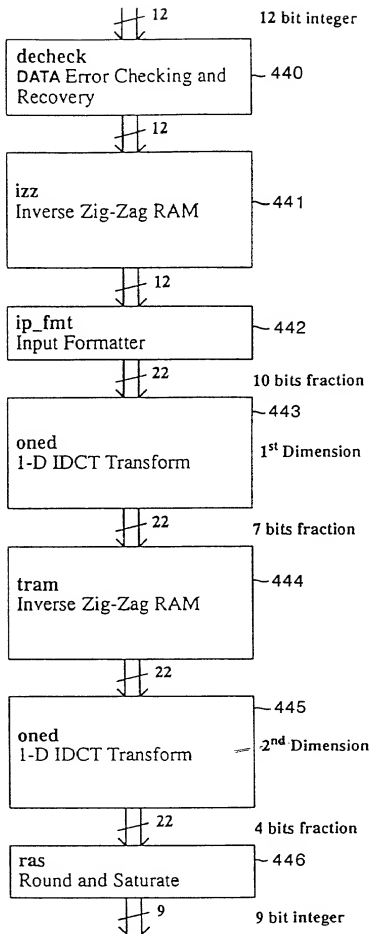 12 12 bit integer
decheck
DATA Error Checking and
Recovery
440
12
izz
Inverse Zig-Zag RAM
441
12
ip_fmt
Input Formatter
442
22 10 bits fraction
443
oned
1-D IDCT Transform
1st Dimension
22 7 bits fraction
tram
Inverse Zig-Zag RAM
444
22
445
oned
1-D IDCT Transform
2nd Dimension
22 4 bits fraction
ras
Round and Saturate
446
9 9 bit integer